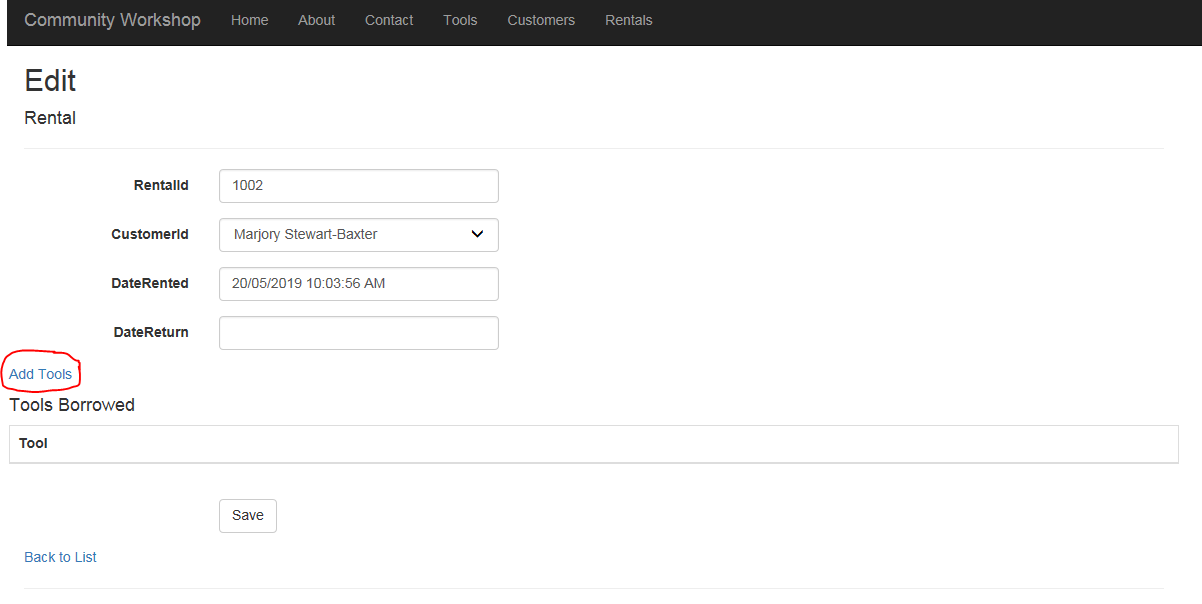 Community Workshop Home About Contact Tools Customers Rentals
Edit
Rental
RentalId 1002
CustomerId Marjory Stewart-Baxter
DateRented 20/05/2019 10:03:56 AM
DateReturn
Add Tools
Tools Borrowed
Tool
Save
Back to List